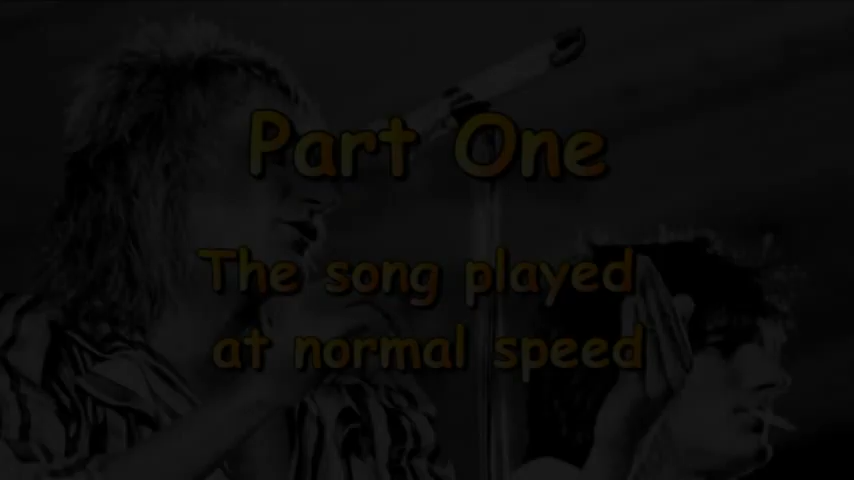 Part One
The song played
at normal speed